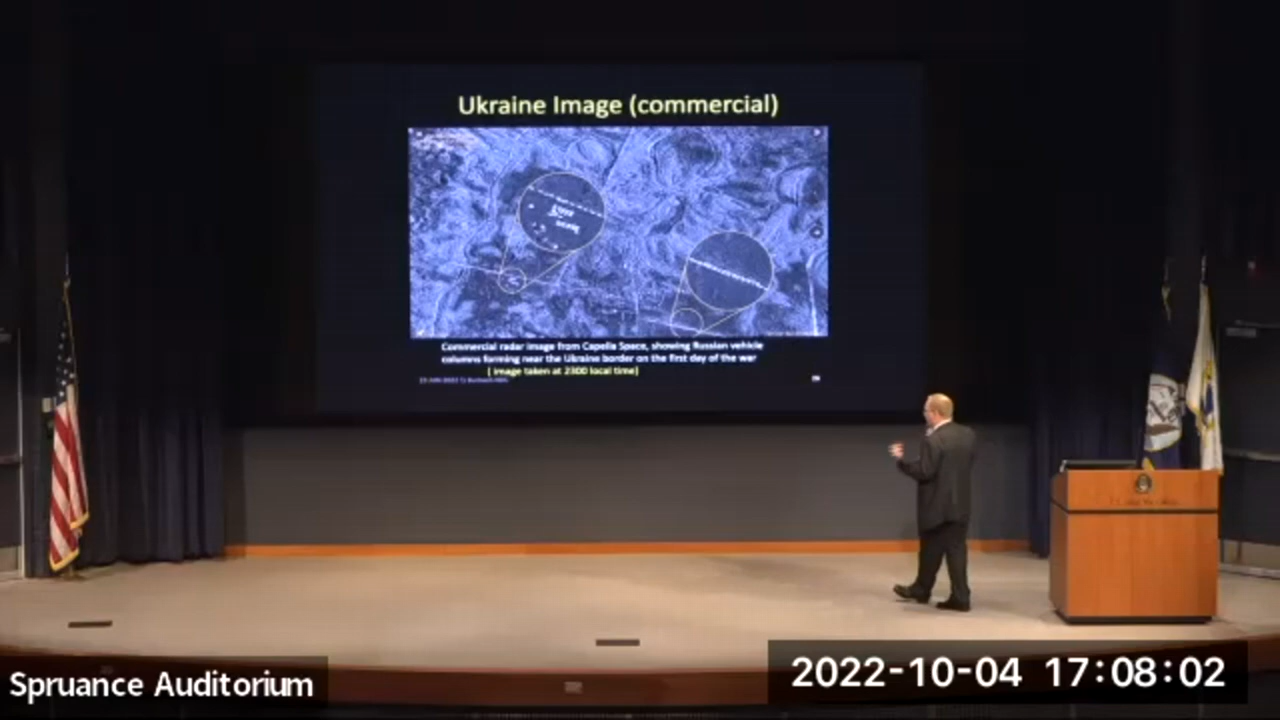 Ukraine Image (commercial)
Commercial radar image from Capella Space, showing Russian vehicle
columns forming near the Ukraine border on the first day of the war
( image taken at 2300 local time)
Spruance Auditorium
2022-10-04 17:08:02